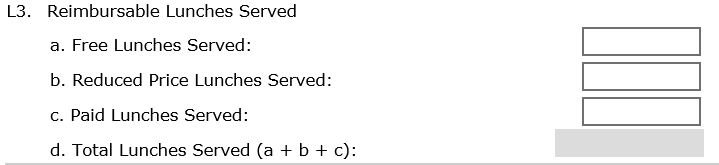 L3. Reimbursable Lunches Served
a. Free Lunches Served:
b. Reduced Price Lunches Served:
c. Paid Lunches Served:
d. Total Lunches Served (a + b + c):